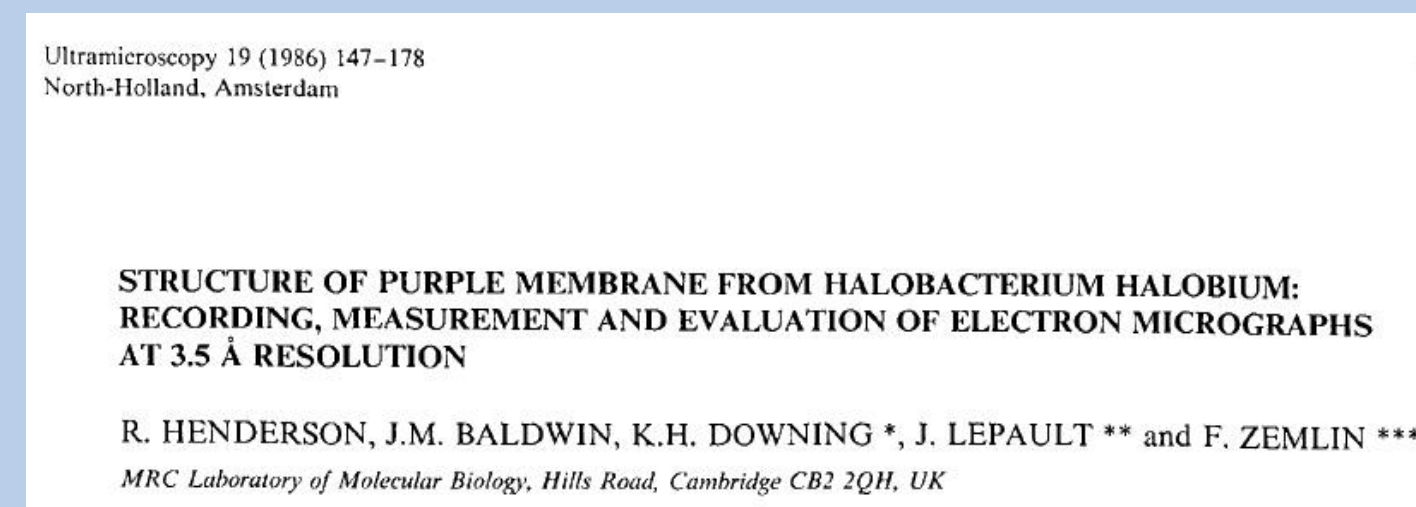 Ultramicroscopy 19 (1986) 147–178
North-Holland, Amsterdam
STRUCTURE OF PURPLE MEMBRANE FROM HALOBACTERIUM HALOBIUM:
RECORDING, MEASUREMENT AND EVALUATION OF ELECTRON MICROGRAPHS
AT 3.5 Å RESOLUTION
R. HENDERSON, J.M. BALDWIN, K.H. DOWNING *, J. LEPAULT ** and F. ZEMLIN ***
MRC Laboratory of Molecular Biology, Hills Road, Cambridge CB2 2QH, UK